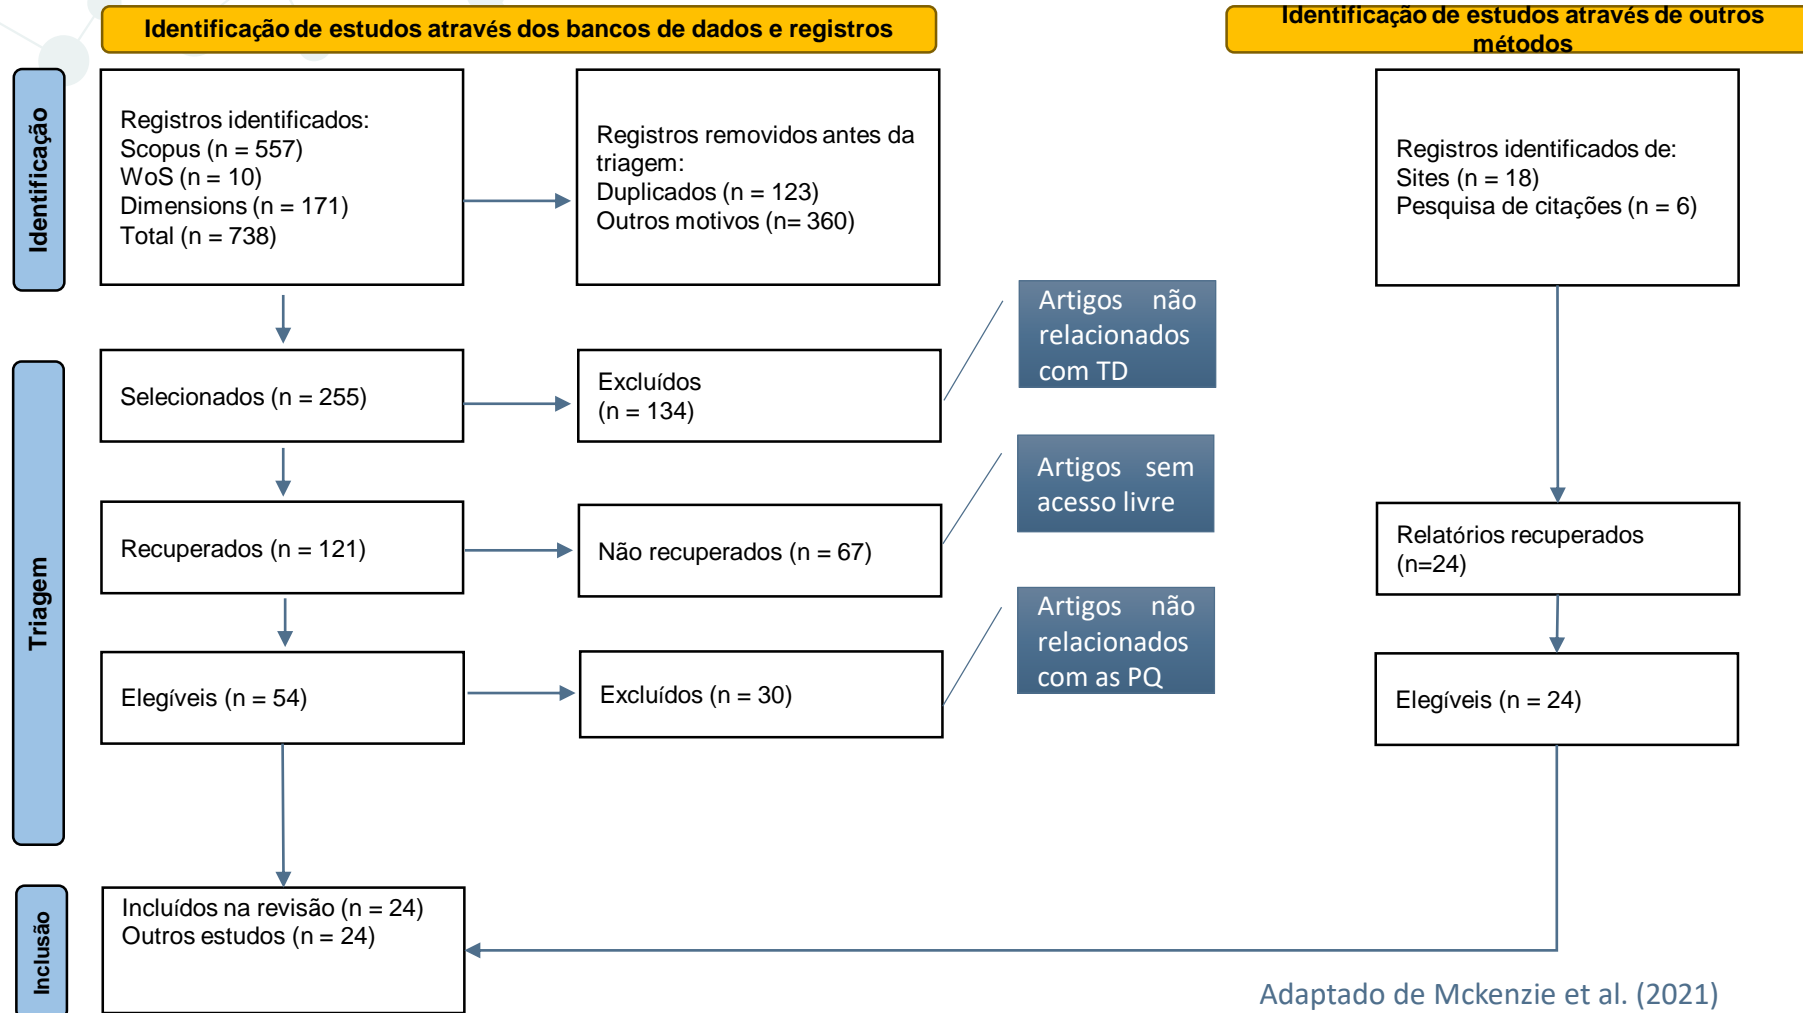 Identificação de estudos através dos bancos de dados e registros
Identificação de estudos através de outros
métodos
Identificação
Registros identificados:
Scopus (n = 557)
WoS (n = 10)
Dimensions (n = 171)
Total (n = 738)
Registros removidos antes da
triagem:
Duplicados (n = 123)
Outros motivos (n= 360)
Registros identificados de:
Sites (n = 18)
Pesquisa de citações (n = 6)
Triagem
Selecionados (n = 255)
Excluídos
(n = 134)
Artigos não
relacionados
com TD
Recuperados (n = 121)
Não recuperados (n = 67)
Artigos sem
acesso livre
Relatórios recuperados
(n=24)
Elegíveis (n = 54)
Excluídos (n = 30)
Artigos não
relacionados
com as PQ
Elegíveis (n = 24)
Inclusão
Incluídos na revisão (n = 24)
Outros estudos (n = 24)
Adaptado de Mckenzie et al. (2021)